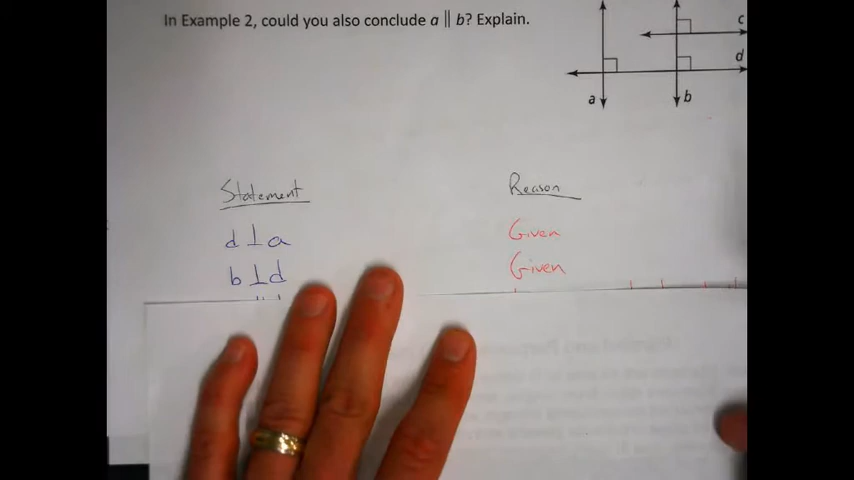 In Example 2, could you also conclude a ∥ b? Explain.
c
d
a
b
Statement Reason
d ⊥ a Given
b ⊥ d Given